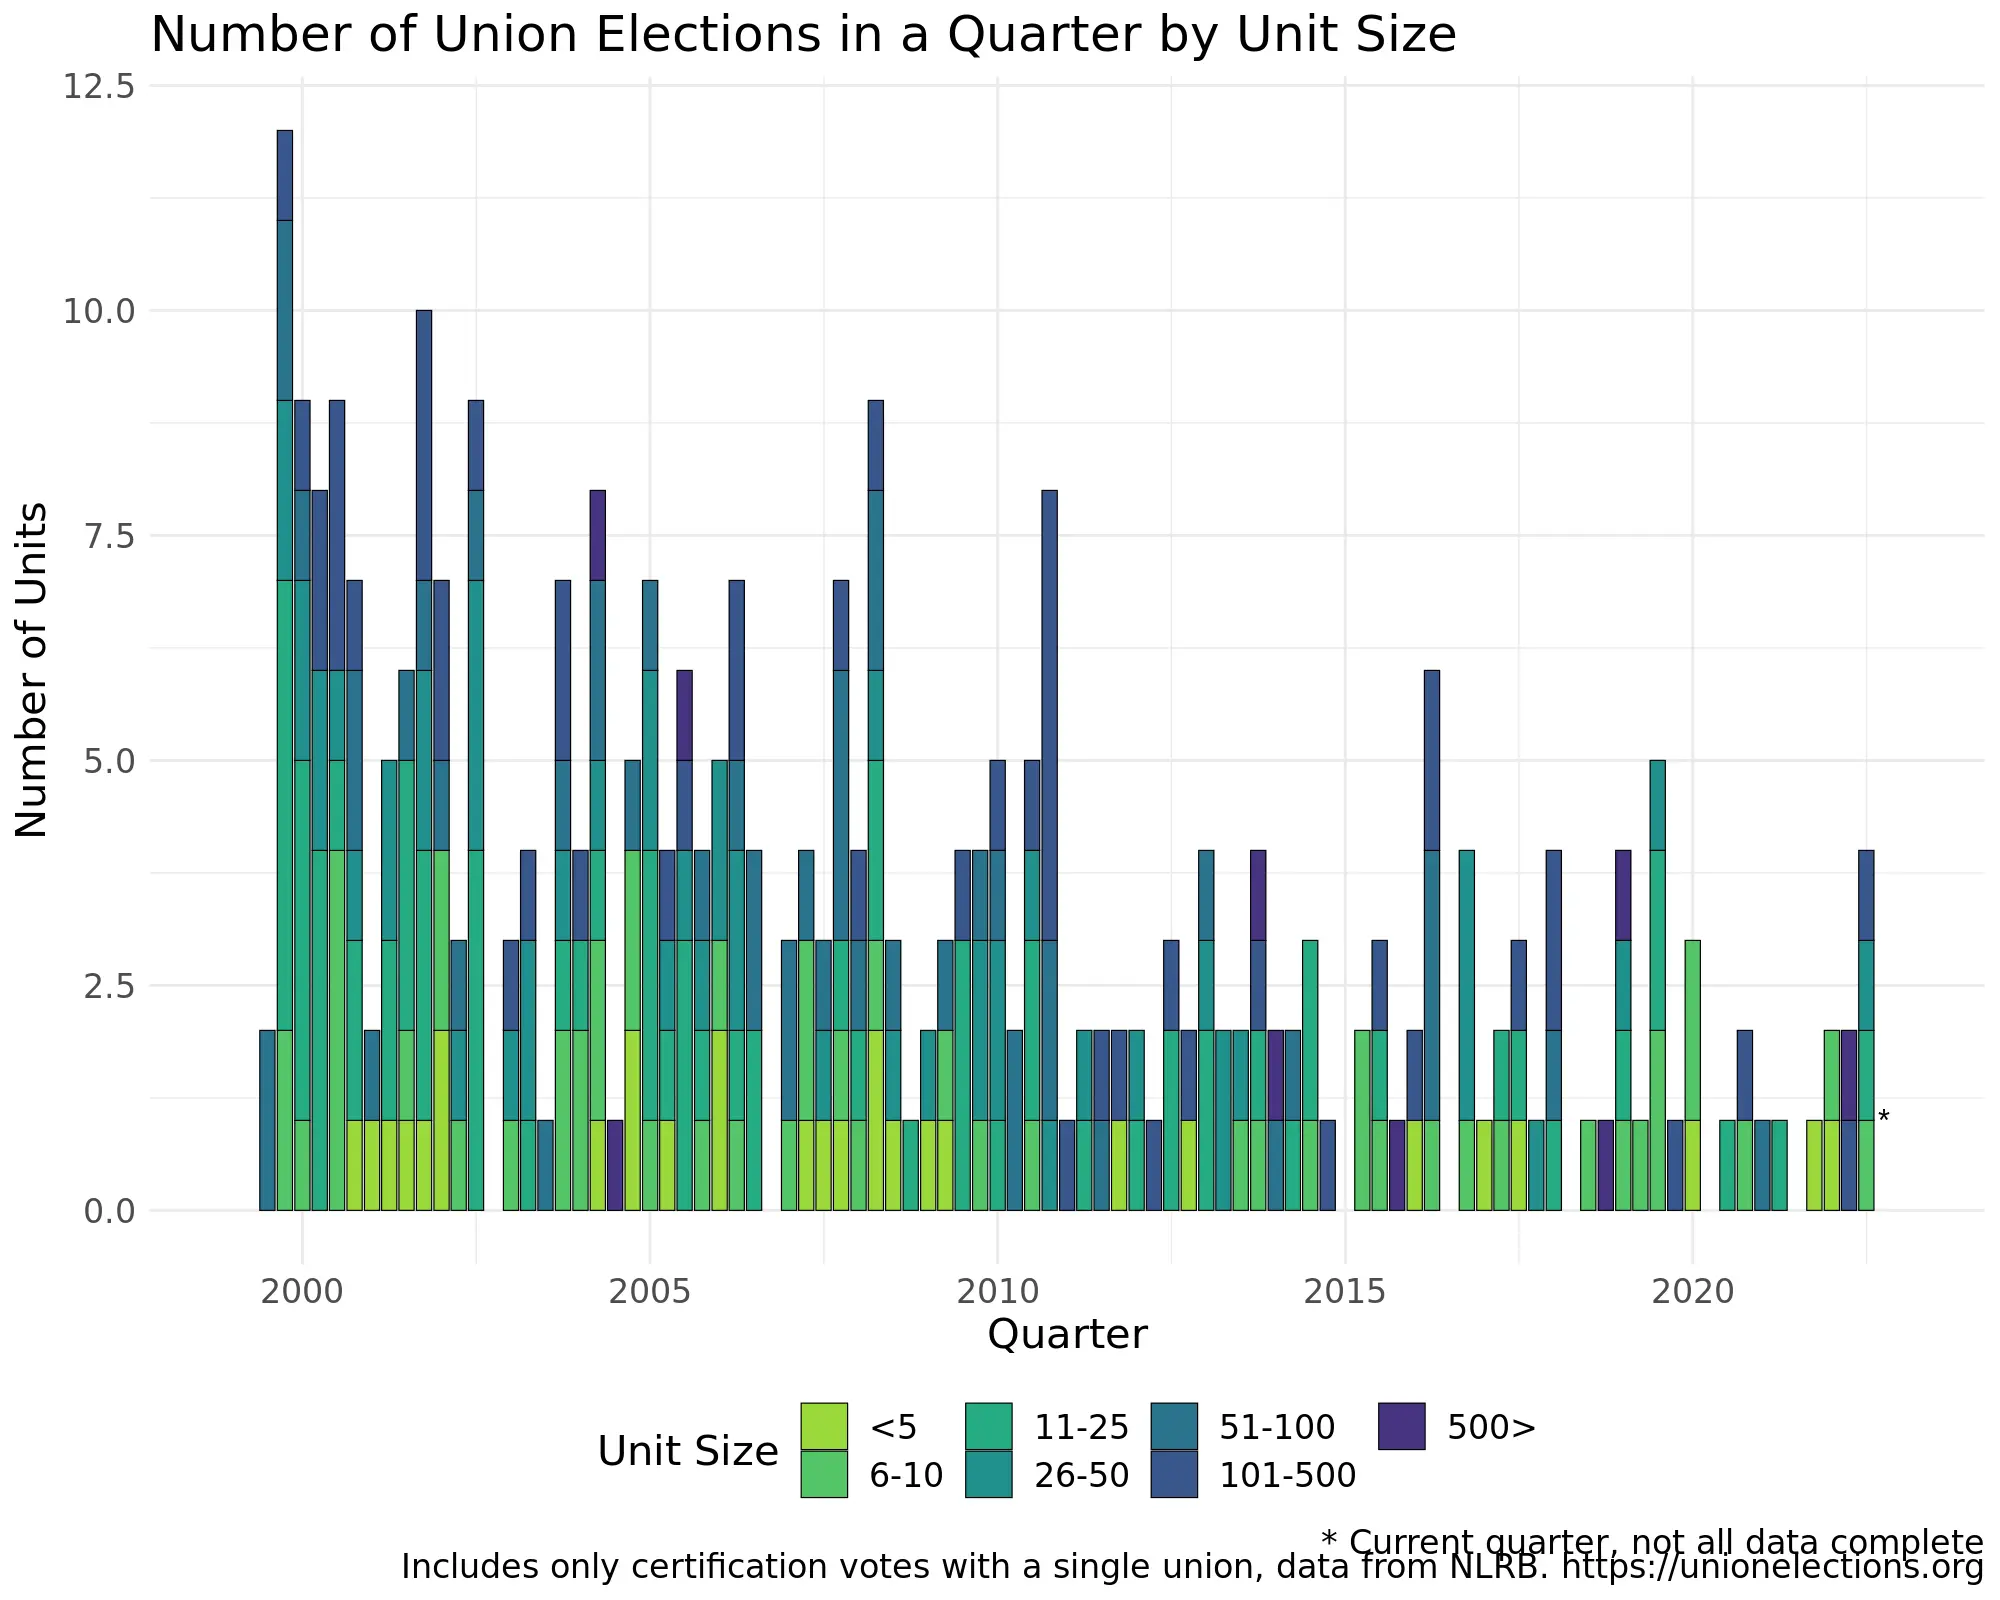 Number of Union Elections in a Quarter by Unit Size
12.5
10.0
7.5
5.0
2.5
0.0
Number of Units
*
2000 2005 2010 2015 2020
Quarter
Unit Size
<5 11-25 51-100 500>
6-10 26-50 101-500
* Current quarter, not all data complete
Includes only certification votes with a single union, data from NLRB. https://unionelections.org